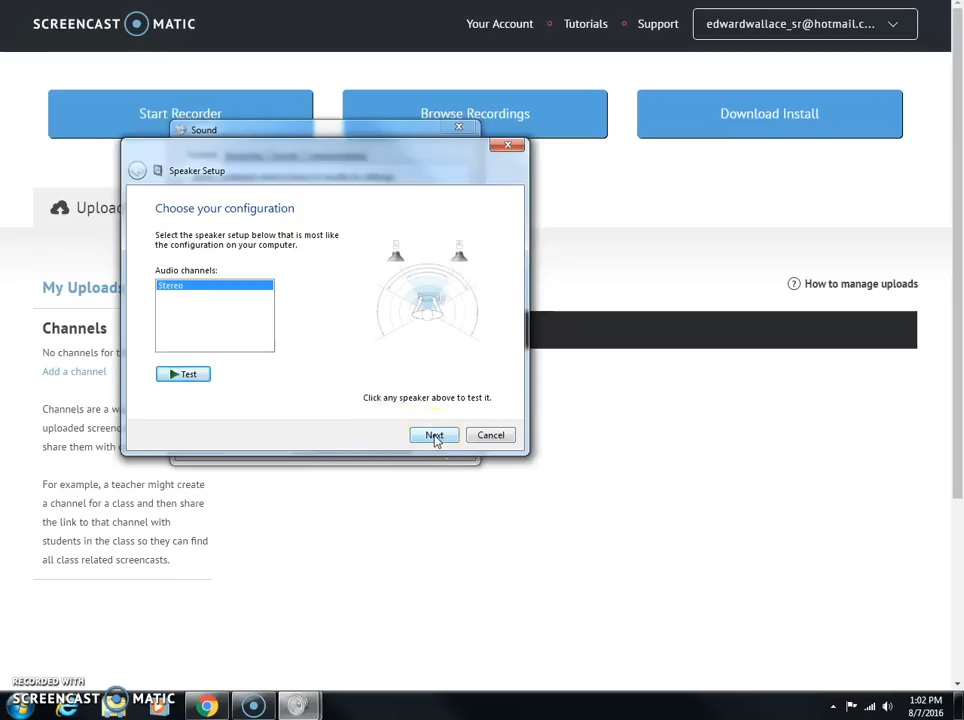 SCREENCAST MATIC
Your Account
Tutorials
Support
edwardwallace_sr@hotmail.c...
Start Recorder
Browse Recordings
Download Install
Sound
Speaker Setup
Choose your configuration
Select the speaker setup below that is most like
the configuration on your computer.
Audio channels:
Stereo
L
R
Test
Click any speaker above to test it.
Next
Cancel
Upload
My Uploads
? How to manage uploads
Channels
No channels for t
Add a channel
Channels are a w
uploaded screenc
share them with
For example, a teacher might create
a channel for a class and then share
the link to that channel with
students in the class so they can find
all class related screencasts.
RECORDED WITH
SCREENCAST MATIC
1:02 PM
8/7/2016